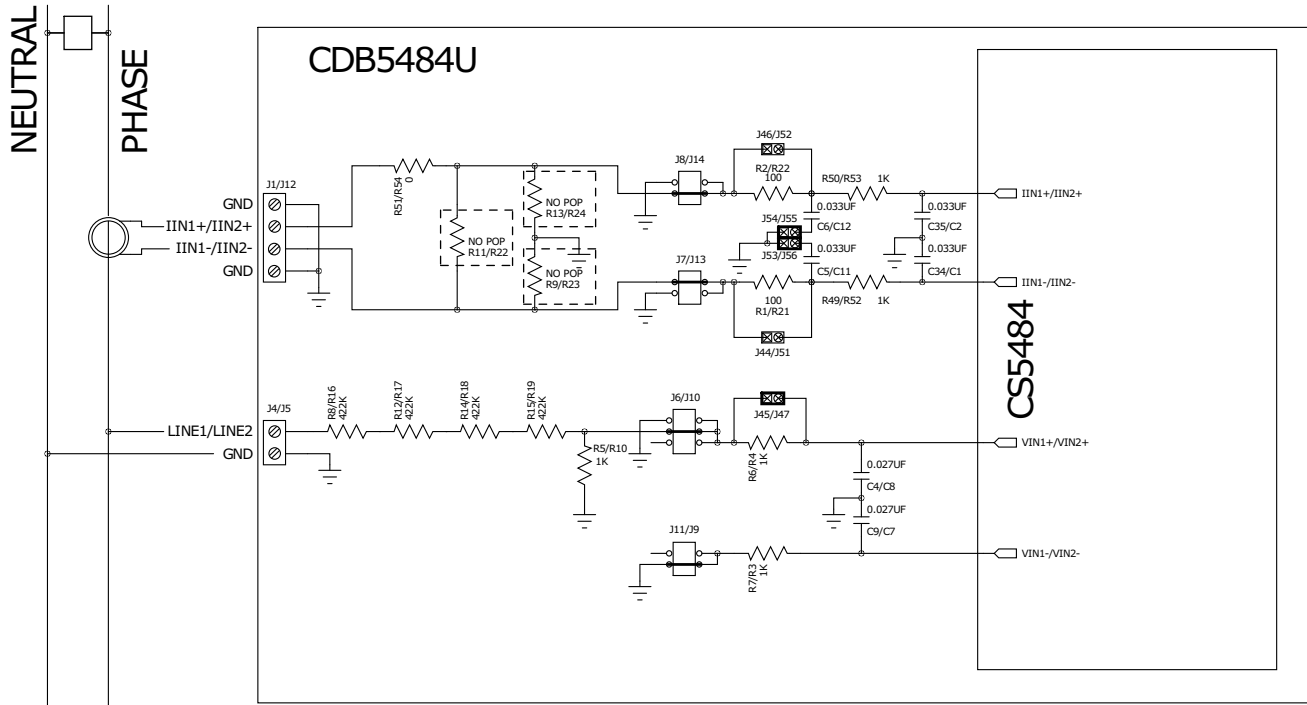 NEUTRAL
PHASE
CDB5484U
J1/J12
GND
IIN1+/IIN2+
IIN1-/IIN2-
GND
R51/R54
0
NO POP
R11/R22
NO POP
R13/R24
NO POP
R9/R23
J8/J14
J7/J13
J46/J52
R2/R22
100
R50/R53
1K
0.033UF
C6/C12
J54/J55
J53/J56
0.033UF
C5/C11
0.033UF
C35/C2
0.033UF
C34/C1
100
R1/R21
R49/R52
1K
J44/J51
IIN1+/IIN2+
IIN1-/IIN2-
CS5484
J4/J5
LINE1/LINE2
GND
R8/R16
422K
R12/R17
422K
R14/R18
422K
R15/R19
422K
R5/R10
1K
J6/J10
J45/J47
R6/R4
1K
0.027UF
C4/C8
0.027UF
C9/C7
J11/J9
R7/R3
1K
VIN1+/VIN2+
VIN1-/VIN2-